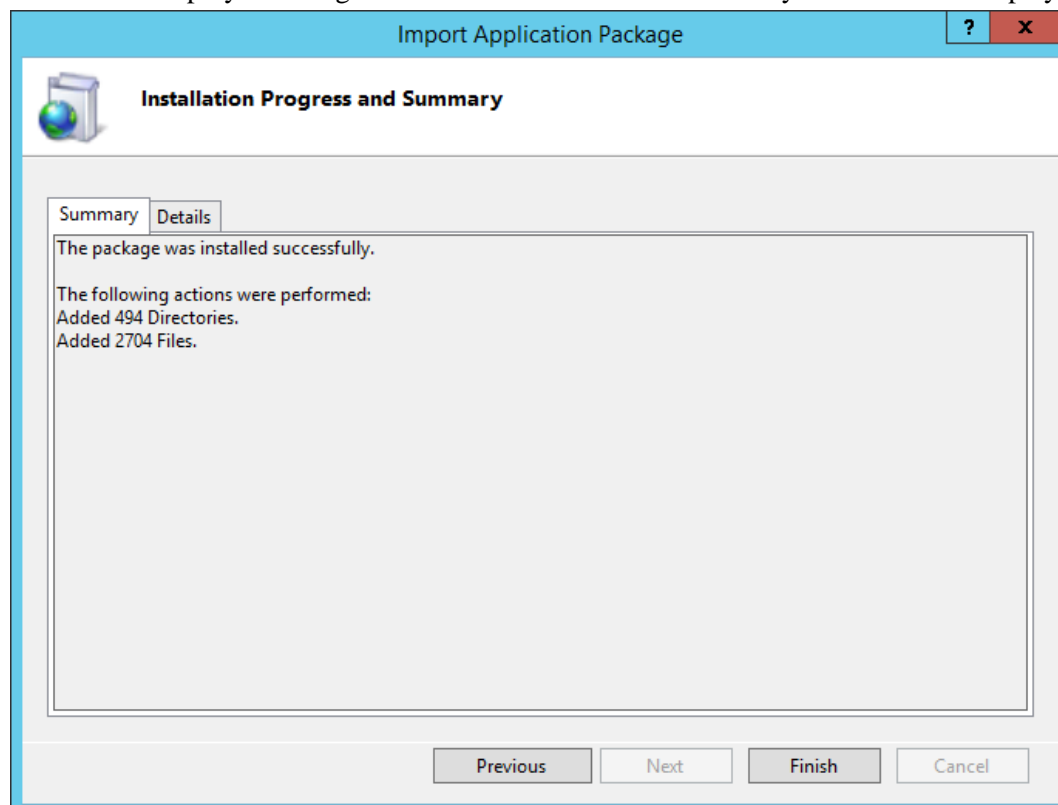 Import Application Package
? x
Installation Progress and Summary
Summary Details
The package was installed successfully.
The following actions were performed:
Added 494 Directories.
Added 2704 Files.
Previous Next Finish Cancel